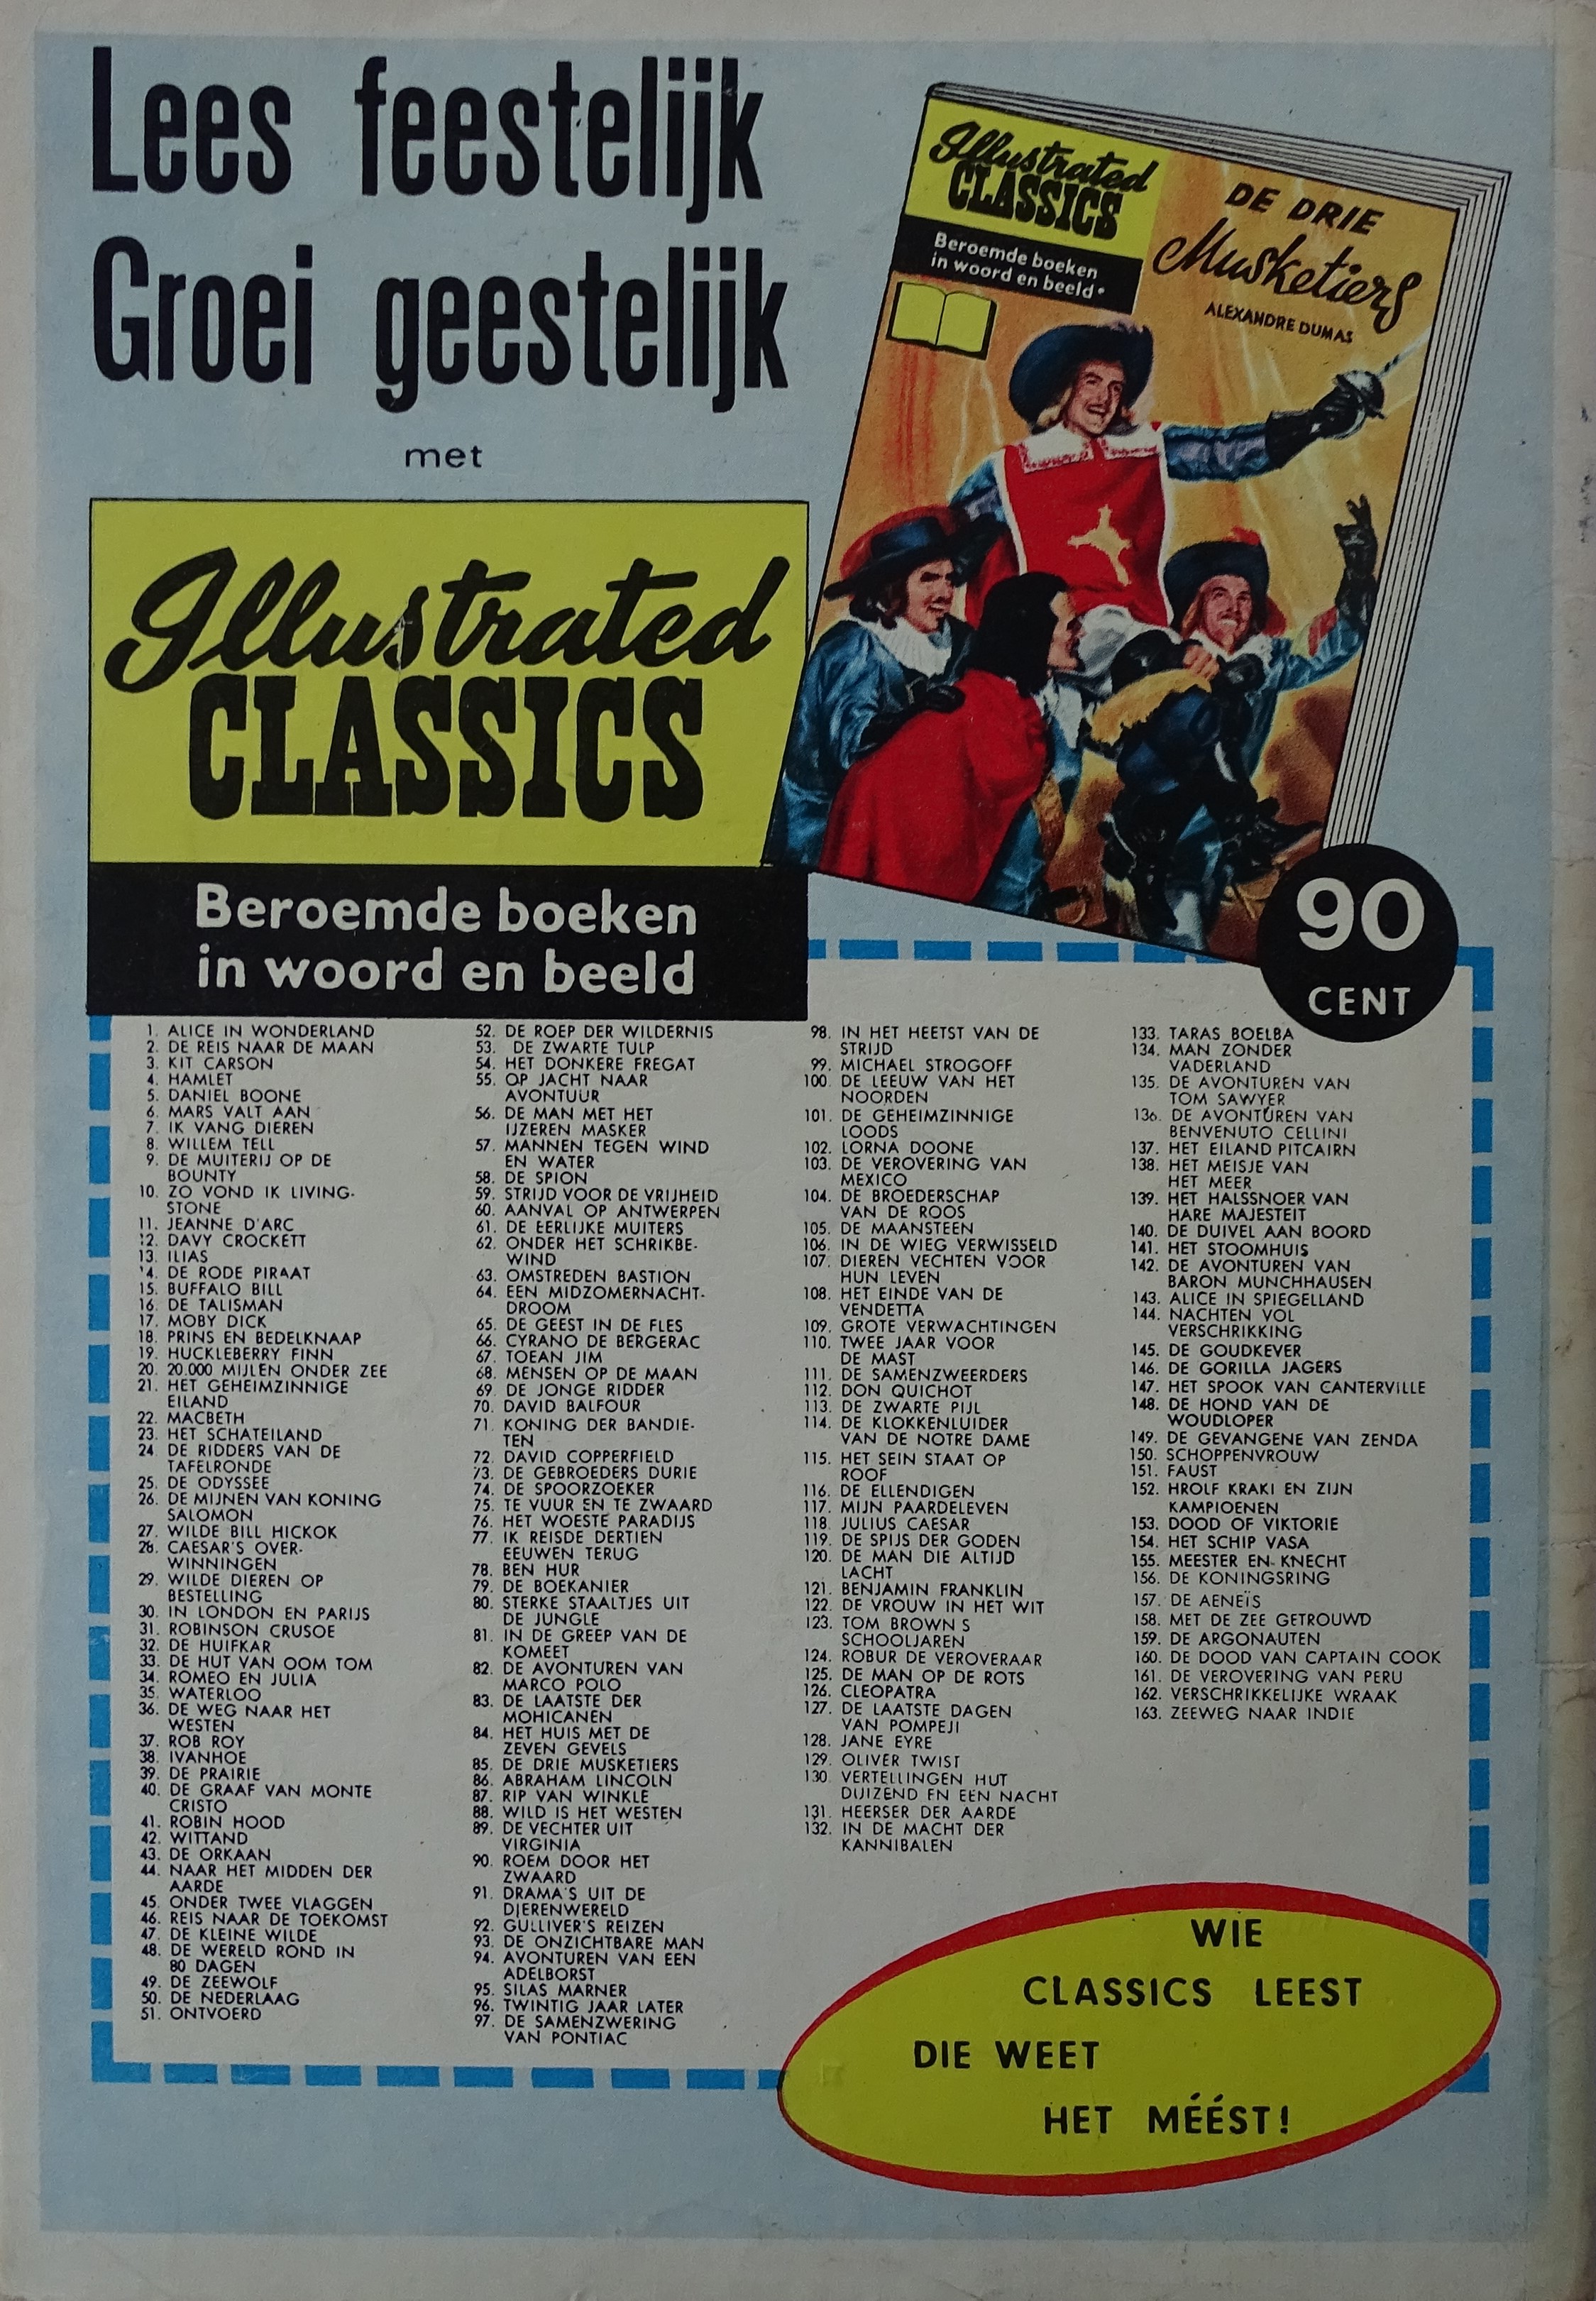 Lees feestelijk
Groei geestelijk
met
Illustrated
CLASSICS
Beroemde boeken
in woord en beeld
Illustrated
CLASSICS
Beroemde boeken
in woord en beeld
DE DRIE
Musketiers
ALEXANDRE DUMAS
90
CENT
1. ALICE IN WONDERLAND
2. DE REIS NAAR DE MAAN
3. KIT CARSON
4. HAMLET
5. DANIEL BOONE
6. MARS VALT AAN
7. IK VANG DIEREN
8. WILLEM TELL
9. DE MUITERIJ OP DE
BOUNTY
10. ZO VOND IK LIVING-
STONE
11. JEANNE D'ARC
12. DAVY CROCKETT
13. ILIAS
14. DE RODE PIRAAT
15. BUFFALO BILL
16. DE TALISMAN
17. MOBY DICK
18. PRINS EN BEDELKNAAP
19. HUCKLEBERRY FINN
20. 20.000 MIJLEN ONDER ZEE
21. HET GEHEIMZINNIGE
EILAND
22. MACBETH
23. HET SCHATEILAND
24. DE RIDDERS VAN DE
TAFELRONDE
25. DE ODYSSEE
26. DE MIJNEN VAN KONING
SALOMON
27. WILDE BILL HICKOK
28. CAESAR'S OVER-
WINNINGEN
29. WILDE DIEREN OP
BESTELLING
30. IN LONDON EN PARIJS
31. ROBINSON CRUSOE
32. DE HUIFKAR
33. DE HUT VAN OOM TOM
34. ROMEO EN JULIA
35. WATERLOO
36. DE WEG NAAR HET
WESTEN
37. ROB ROY
38. IVANHOE
39. DE PRAIRIE
40. DE GRAAF VAN MONTE
CRISTO
41. ROBIN HOOD
42. WITTAND
43. DE ORKAAN
44. NAAR HET MIDDEN DER
AARDE
45. ONDER TWEE VLAGGEN
46. REIS NAAR DE TOEKOMST
47. DE KLEINE WILDE
48. DE WERELD ROND IN
80 DAGEN
49. DE ZEEWOLF
50. DE NEDERLAAG
51. ONTVOERD
52. DE ROEP DER WILDERNIS
53. DE ZWARTE TULP
54. HET DONKERE FREGAT
55. OP JACHT NAAR
AVONTUUR
56. DE MAN MET HET
IJZEREN MASKER
57. MANNEN TEGEN WIND
EN WATER
58. DE SPION
59. STRIJD VOOR DE VRIJHEID
60. AANVAL OP ANTWERPEN
61. DE EERLIJKE MUITERS
62. ONDER HET SCHRIKBE-
WIND
63. OMSTREDEN BASTION
64. EEN MIDZOMERNACHT-
DROOM
65. DE GEEST IN DE FLES
66. CYRANO DE BERGERAC
67. TOEAN JIM
68. MENSEN OP DE MAAN
69. DE JONGE RIDDER
70. DAVID BALFOUR
71. KONING DER BANDIE-
TEN
72. DAVID COPPERFIELD
73. DE GEBROEDERS DURIE
74. DE SPOORZOEKER
75. TE VUUR EN TE ZWAARD
76. HET WOESTE PARADIJS
77. IK REISDE DERTIEN
EEUWEN TERUG
78. BEN HUR
79. DE BOEKANIER
80. STERKE STAALTJES UIT
DE JUNGLE
81. IN DE GREEP VAN DE
KOMEET
82. DE AVONTUREN VAN
MARCO POLO
83. DE LAATSTE DER
MOHICANEN
84. HET HUIS MET DE
ZEVEN GEVELS
85. DE DRIE MUSKETIERS
86. ABRAHAM LINCOLN
87. RIP VAN WINKLE
88. WILD IS HET WESTEN
89. DE VECHTER UIT
VIRGINIA
90. ROEM DOOR HET
ZWAARD
91. DRAMA'S UIT DE
DIERENWERELD
92. GULLIVER'S REIZEN
93. DE ONZICHTBARE MAN
94. AVONTUREN VAN EEN
ADELBORST
95. SILAS MARNER
96. TWINTIG JAAR LATER
97. DE SAMENZWERING
VAN PONTIAC
98. IN HET HEETST VAN DE
STRIJD
99. MICHAEL STROGOFF
100. DE LEEUW VAN HET
NOORDEN
101. DE GEHEIMZINNIGE
LOODS
102. LORNA DOONE
103. DE VEROVERING VAN
MEXICO
104. DE BROEDERSCHAP
VAN DE ROOS
105. DE MAANSTEEN
106. IN DE WIEG VERWISSELD
107. DIEREN VECHTEN VOOR
HUN LEVEN
108. HET EINDE VAN DE
VENDETTA
109. GROTE VERWACHTINGEN
110. TWEE JAAR VOOR
DE MAST
111. DE SAMENZWEERDERS
112. DON QUICHOT
113. DE ZWARTE PIJL
114. DE KLOKKENLUIDER
VAN DE NOTRE DAME
115. HET SEIN STAAT OP
ROOF
116. DE ELLENDIGEN
117. MIJN PAARDELEVEN
118. JULIUS CAESAR
119. DE SPIJS DER GODEN
120. DE MAN DIE ALTIJD
LACHT
121. BENJAMIN FRANKLIN
122. DE VROUW IN HET WIT
123. TOM BROWN S
SCHOOLJAREN
124. ROBUR DE VEROVERAAR
125. DE MAN OP DE ROTS
126. CLEOPATRA
127. DE LAATSTE DAGEN
VAN POMPEJI
128. JANE EYRE
129. OLIVER TWIST
130. VERTELLINGEN HUT
DUIZEND EN EEN NACHT
131. HEERSER DER AARDE
132. IN DE MACHT DER
KANNIBALEN
133. TARAS BOELBA
134. MAN ZONDER
VADERLAND
135. DE AVONTUREN VAN
TOM SAWYER
136. DE AVONTUREN VAN
BENVENUTO CELLINI
137. HET EILAND PITCAIRN
138. HET MEISJE VAN
HET MEER
139. HET HALSSNOER VAN
HARE MAJESTEIT
140. DE DUIVEL AAN BOORD
141. HET STOOMHUIS
142. DE AVONTUREN VAN
BARON MUNCHHAUSEN
143. ALICE IN SPIEGELLAND
144. NACHTEN VOL
VERSCHRIKKING
145. DE GOUDKEVER
146. DE GORILLA JAGERS
147. HET SPOOK VAN CANTERVILLE
148. DE HOND VAN DE
WOUDLOPER
149. DE GEVANGENE VAN ZENDA
150. SCHOPPENVROUW
151. FAUST
152. HROLF KRAKI EN ZIJN
KAMPIOENEN
153. DOOD OF VIKTORIE
154. HET SCHIP VASA
155. MEESTER EN KNECHT
156. DE KONINGSRING
157. DE AENEÏS
158. MET DE ZEE GETROUWD
159. DE ARGONAUTEN
160. DE DOOD VAN CAPTAIN COOK
161. DE VEROVERING VAN PERU
162. VERSCHRIKKELIJKE WRAAK
163. ZEEWEG NAAR INDIE
WIE
CLASSICS LEEST
DIE WEET
HET MÉÉST!